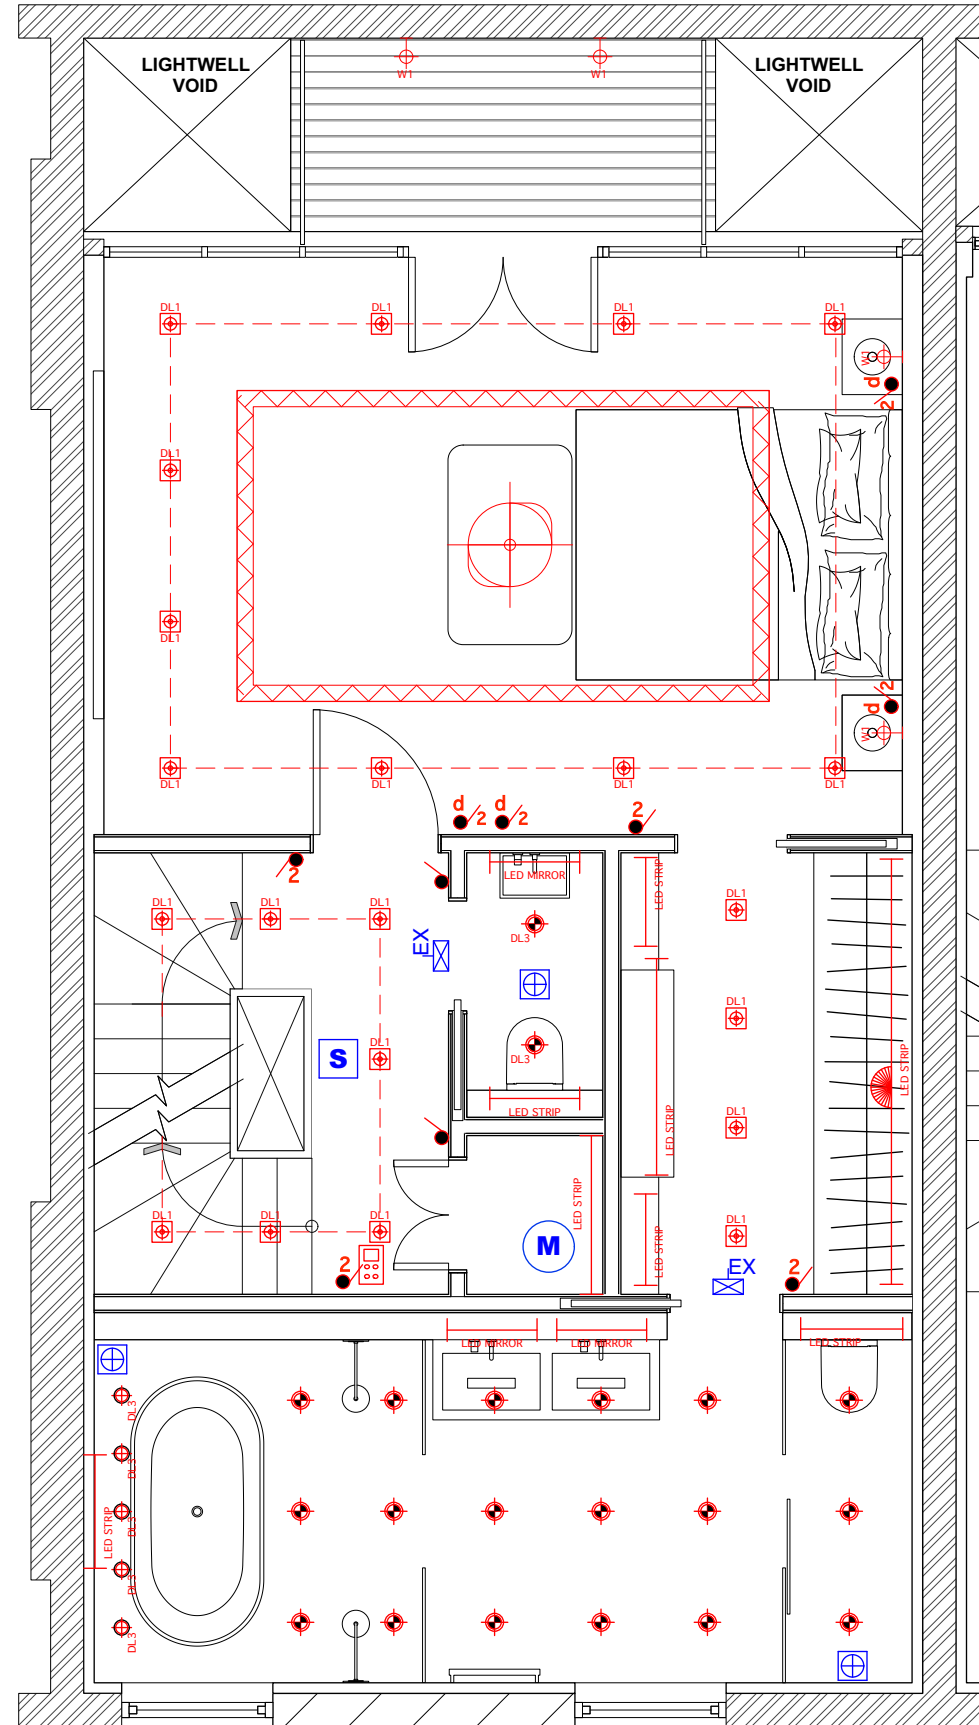 LIGHTWELL
VOID
LIGHTWELL
VOID
W1
W1
DL1
DL1
DL1
DL1
W1
d
2
DL1
DL1
2
d
W1
DL1
DL1
DL1
DL1
d
2
d
2
2
2
LED MIRROR
LED STRIP
DL1
DL1
DL1
DL1
EX
DL3
DL1
S
DL1
DL3
LED STRIP
LED STRIP
LED STRIP
DL1
LED STRIP
LED STRIP
DL1
DL1
DL1
DL1
M
2
EX
2
LED STRIP
LED MIRROR
LED MIRROR
LED STRIP
DL3
DL3
DL3
LED STRIP
DL3
DL3